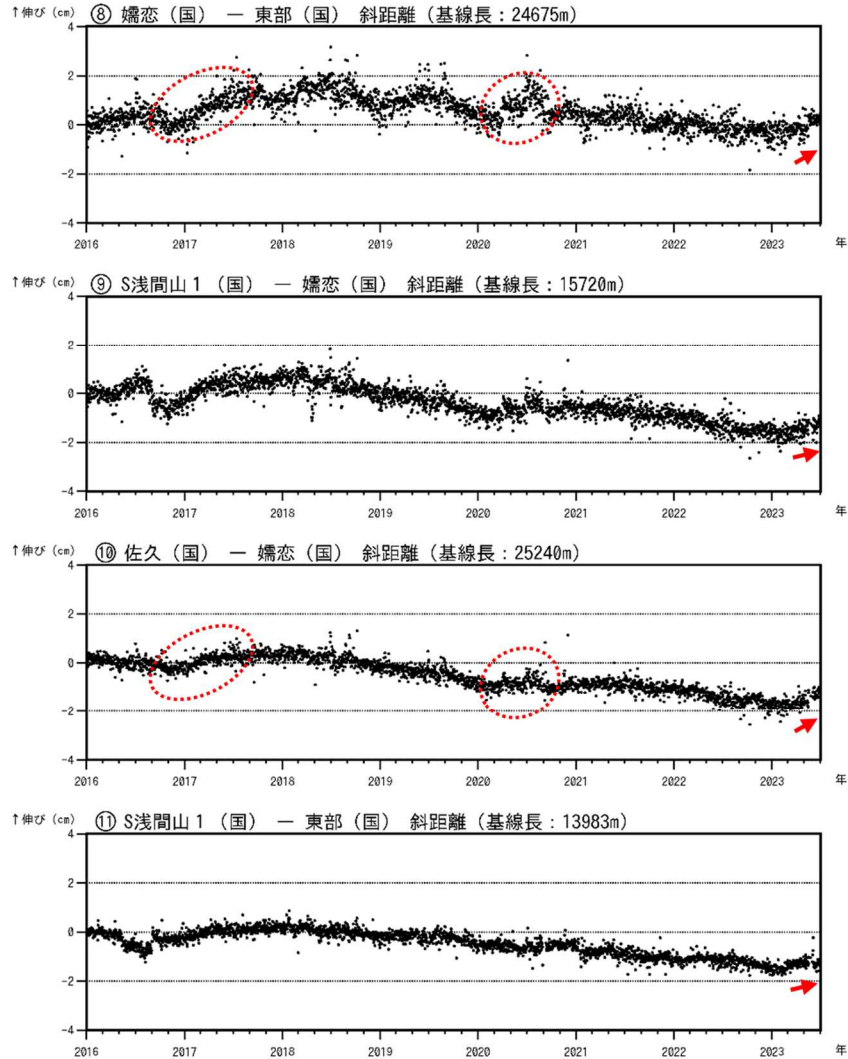 ↑伸び（cm） ⑧ 嬬恋（国） ― 東部（国） 斜距離（基線長：24675m）
4
2
0
-2
-4
2016 2017 2018 2019 2020 2021 2022 2023 年
↑伸び（cm） ⑨ S浅間山１（国） ― 嬬恋（国） 斜距離（基線長：15720m）
4
2
0
-2
-4
2016 2017 2018 2019 2020 2021 2022 2023 年
↑伸び（cm） ⑩ 佐久（国） ― 嬬恋（国） 斜距離（基線長：25240m）
4
2
0
-2
-4
2016 2017 2018 2019 2020 2021 2022 2023 年
↑伸び（cm） ⑪ S浅間山１（国） ― 東部（国） 斜距離（基線長：13983m）
4
2
0
-2
-4
2016 2017 2018 2019 2020 2021 2022 2023 年